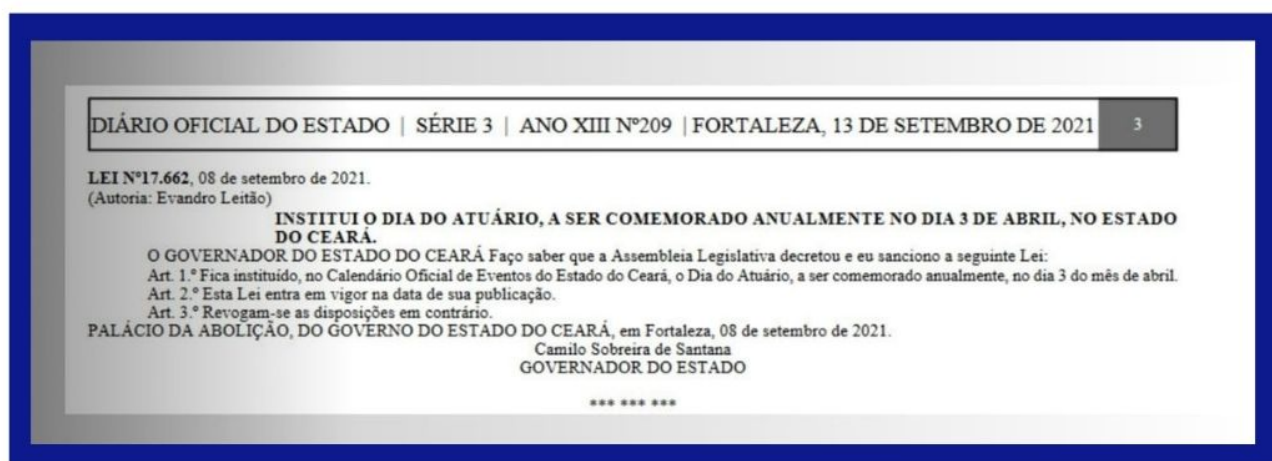 DIÁRIO OFICIAL DO ESTADO | SÉRIE 3 | ANO XIII Nº209 | FORTALEZA, 13 DE SETEMBRO DE 2021 3
LEI Nº17.662, 08 de setembro de 2021.
(Autoria: Evandro Leitão)
INSTITUI O DIA DO ATUÁRIO, A SER COMEMORADO ANUALMENTE NO DIA 3 DE ABRIL, NO ESTADO
DO CEARÁ.
O GOVERNADOR DO ESTADO DO CEARÁ Faço saber que a Assembleia Legislativa decretou e eu sanciono a seguinte Lei:
Art. 1.º Fica instituído, no Calendário Oficial de Eventos do Estado do Ceará, o Dia do Atuário, a ser comemorado anualmente, no dia 3 do mês de abril.
Art. 2.º Esta Lei entra em vigor na data de sua publicação.
Art. 3.º Revogam-se as disposições em contrário.
PALÁCIO DA ABOLIÇÃO, DO GOVERNO DO ESTADO DO CEARÁ, em Fortaleza, 08 de setembro de 2021.
Camilo Sobreira de Santana
GOVERNADOR DO ESTADO
*** *** ***